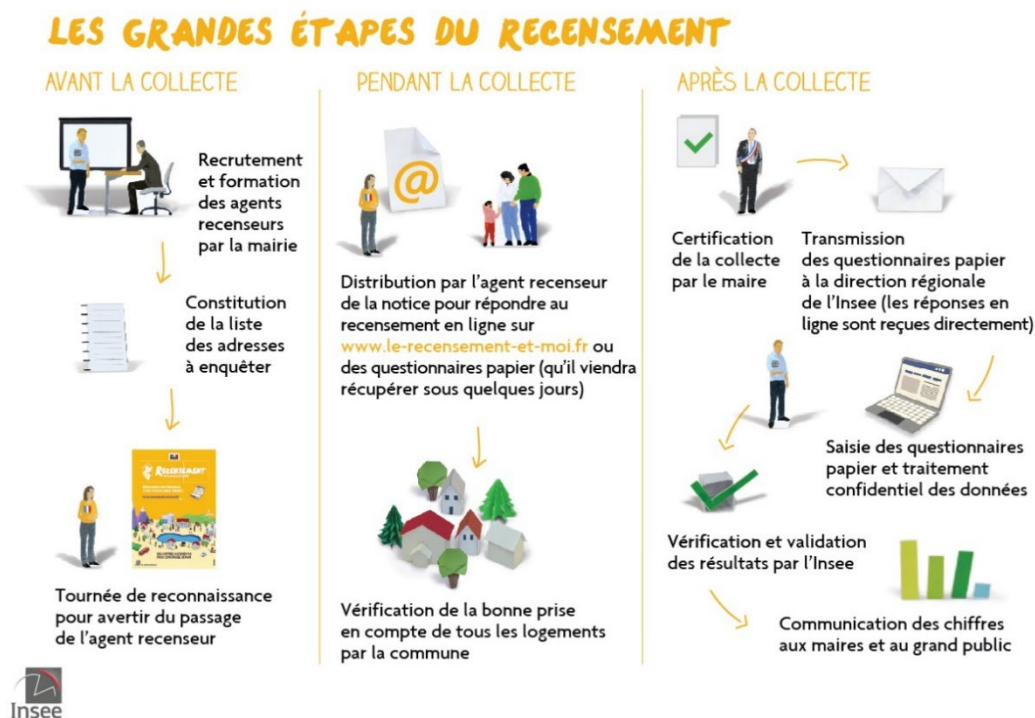 LES GRANDES ÉTAPES DU RECENSEMENT
AVANT LA COLLECTE
Recrutement
et formation
des agents
recenseurs
par la mairie
Constitution
de la liste
des adresses
à enquêter
RECENSEMENT
Tournée de reconnaissance
pour avertir du passage
de l'agent recenseur
PENDANT LA COLLECTE
@
Distribution par l'agent recenseur
de la notice pour répondre au
recensement en ligne sur
www.le-recensement-et-moi.fr ou
des questionnaires papier (qu'il viendra
récupérer sous quelques jours)
Vérification de la bonne prise
en compte de tous les logements
par la commune
APRÈS LA COLLECTE
Certification
de la collecte
par le maire
Transmission
des questionnaires papier
à la direction régionale
de l'Insee (les réponses en
ligne sont reçues directement)
Saisie des questionnaires
papier et traitement
confidentiel des données
Vérification et validation
des résultats par l'Insee
Communication des chiffres
aux maires et au grand public
Insee